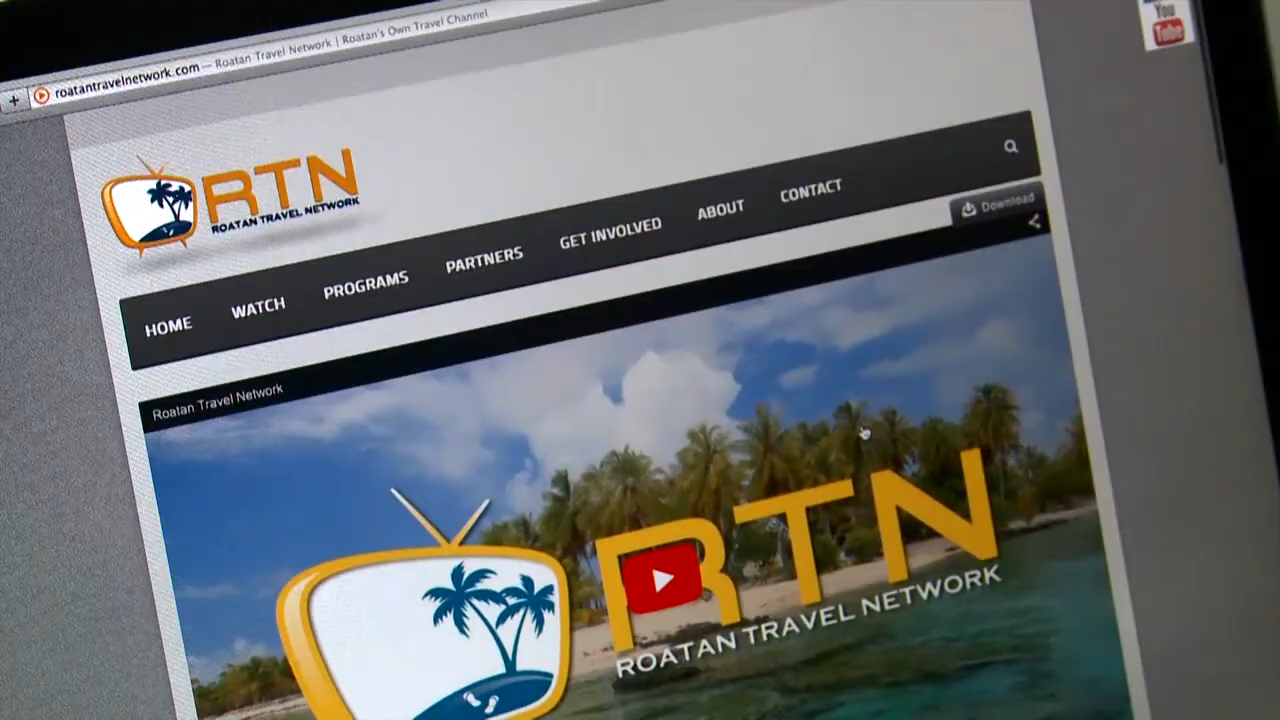 roatantravelnetwork.com — Roatan Travel Network | Roatan's Own Travel Channel
You
Tube
RTN
ROATAN TRAVEL NETWORK
HOME WATCH PROGRAMS PARTNERS GET INVOLVED ABOUT CONTACT
Download
Roatan Travel Network
RTN
ROATAN TRAVEL NETWORK